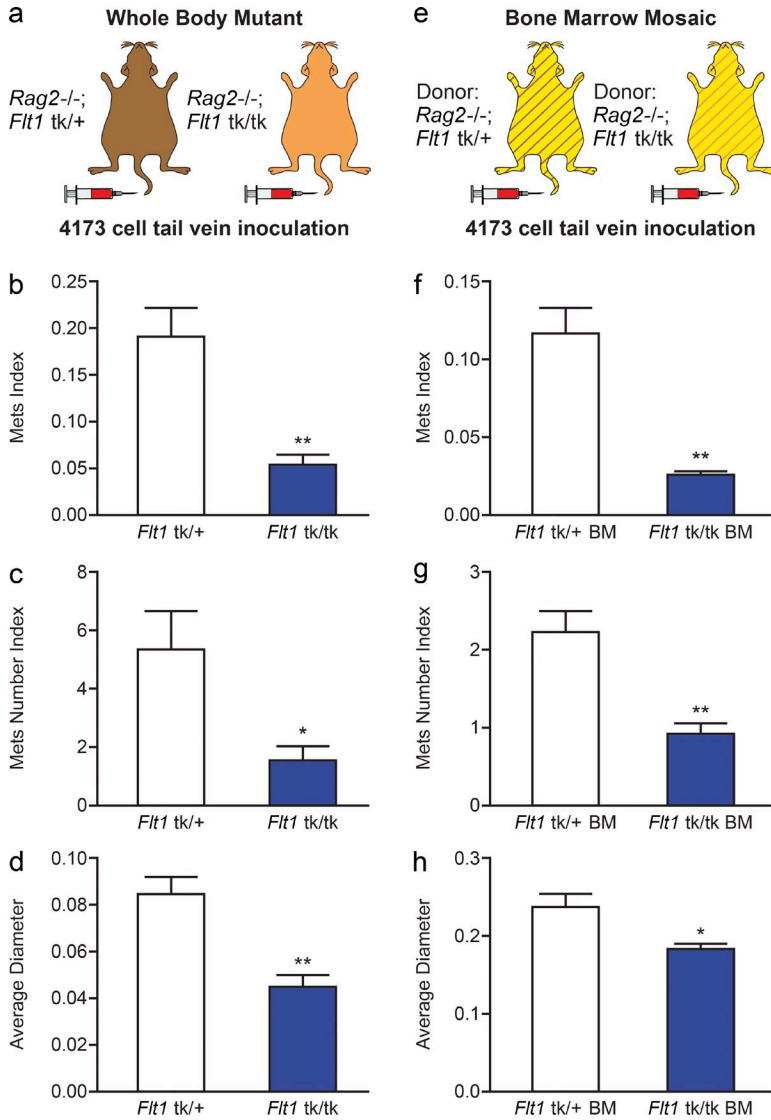 a
Whole Body Mutant
Rag2-/-;
Flt1 tk/+
Rag2-/-;
Flt1 tk/tk
4173 cell tail vein inoculation
b
Mets Index
0.25
0.20
0.15
0.10
0.05
0.00
**
Flt1 tk/+
Flt1 tk/tk
c
Mets Number Index
8
6
4
2
0
*
Flt1 tk/+
Flt1 tk/tk
d
Average Diameter
0.10
0.08
0.06
0.04
0.02
0.00
**
Flt1 tk/+
Flt1 tk/tk
e
Bone Marrow Mosaic
Donor:
Rag2-/-;
Flt1 tk/+
Donor:
Rag2-/-;
Flt1 tk/tk
4173 cell tail vein inoculation
f
Mets Index
0.15
0.10
0.05
0.00
**
Flt1 tk/+ BM
Flt1 tk/tk BM
g
Mets Number Index
3
2
1
0
**
Flt1 tk/+ BM
Flt1 tk/tk BM
h
Average Diameter
0.3
0.2
0.1
0.0
*
Flt1 tk/+ BM
Flt1 tk/tk BM